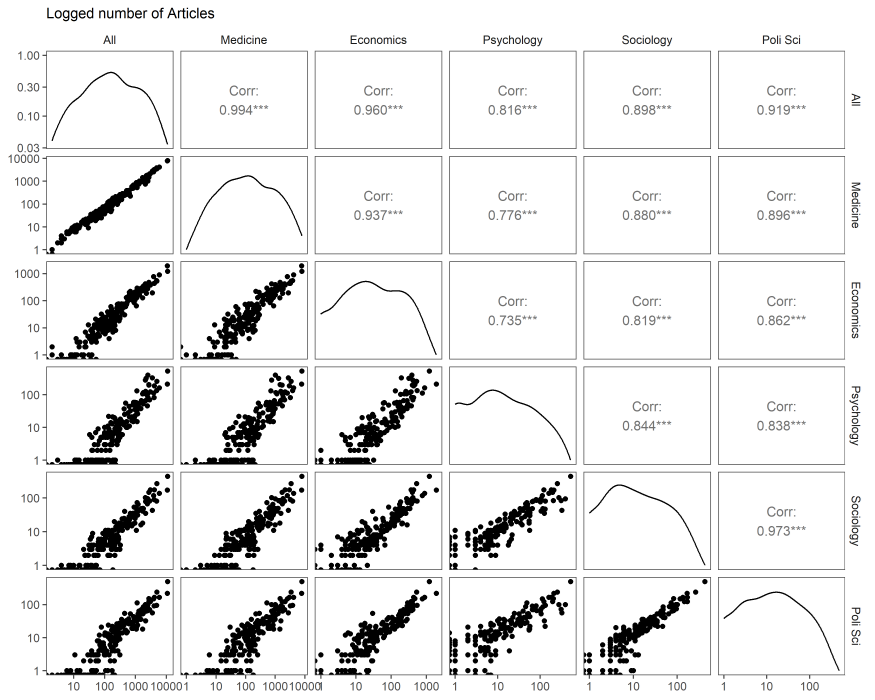 Logged number of Articles
All Medicine Economics Psychology Sociology Poli Sci
1.00
0.30
0.10
0.03
Corr:
0.994***
Corr:
0.960***
Corr:
0.816***
Corr:
0.898***
Corr:
0.919***
All
10000
1000
100
10
1
Corr:
0.937***
Corr:
0.776***
Corr:
0.880***
Corr:
0.896***
Medicine
1000
100
10
1
Corr:
0.735***
Corr:
0.819***
Corr:
0.862***
Economics
100
10
1
Corr:
0.844***
Corr:
0.838***
Psychology
100
10
1
Corr:
0.973***
Sociology
100
10
1
Poli Sci
10 100 1000 10000 1 10 100 1000 10000 1 10 100 1000 1 10 100 1 10 100 1 10 100